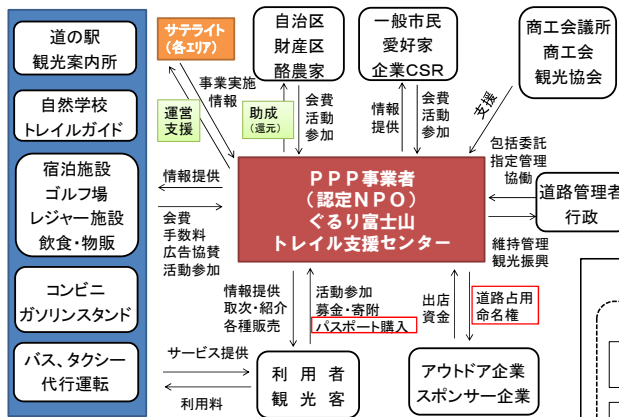 道の駅
観光案内所
自然学校
トレイルガイド
宿泊施設
ゴルフ場
レジャー施設
飲食・物販
コンビニ
ガソリンスタンド
バス、タクシー
代行運転
サテライト
(各エリア)
事業実施
情報
運営
支援
自治区
財産区
酪農家
助成
(還元)
会費
活動
参加
一般市民
愛好家
企業CSR
情報
提供
会費
活動
参加
商工会議所
商工会
観光協会
支援
包括委託
指定管理
協働
道路管理者
行政
維持管理
観光振興
情報提供
会費
手数料
広告協賛
活動参加
PPP事業者
(認定NPO)
ぐるり富士山
トレイル支援センター
情報提供
取次・紹介
各種販売
活動参加
募金・寄附
パスポート購入
出店
資金
道路占用
命名権
サービス提供
利用料
利用者
観光客
アウトドア企業
スポンサー企業